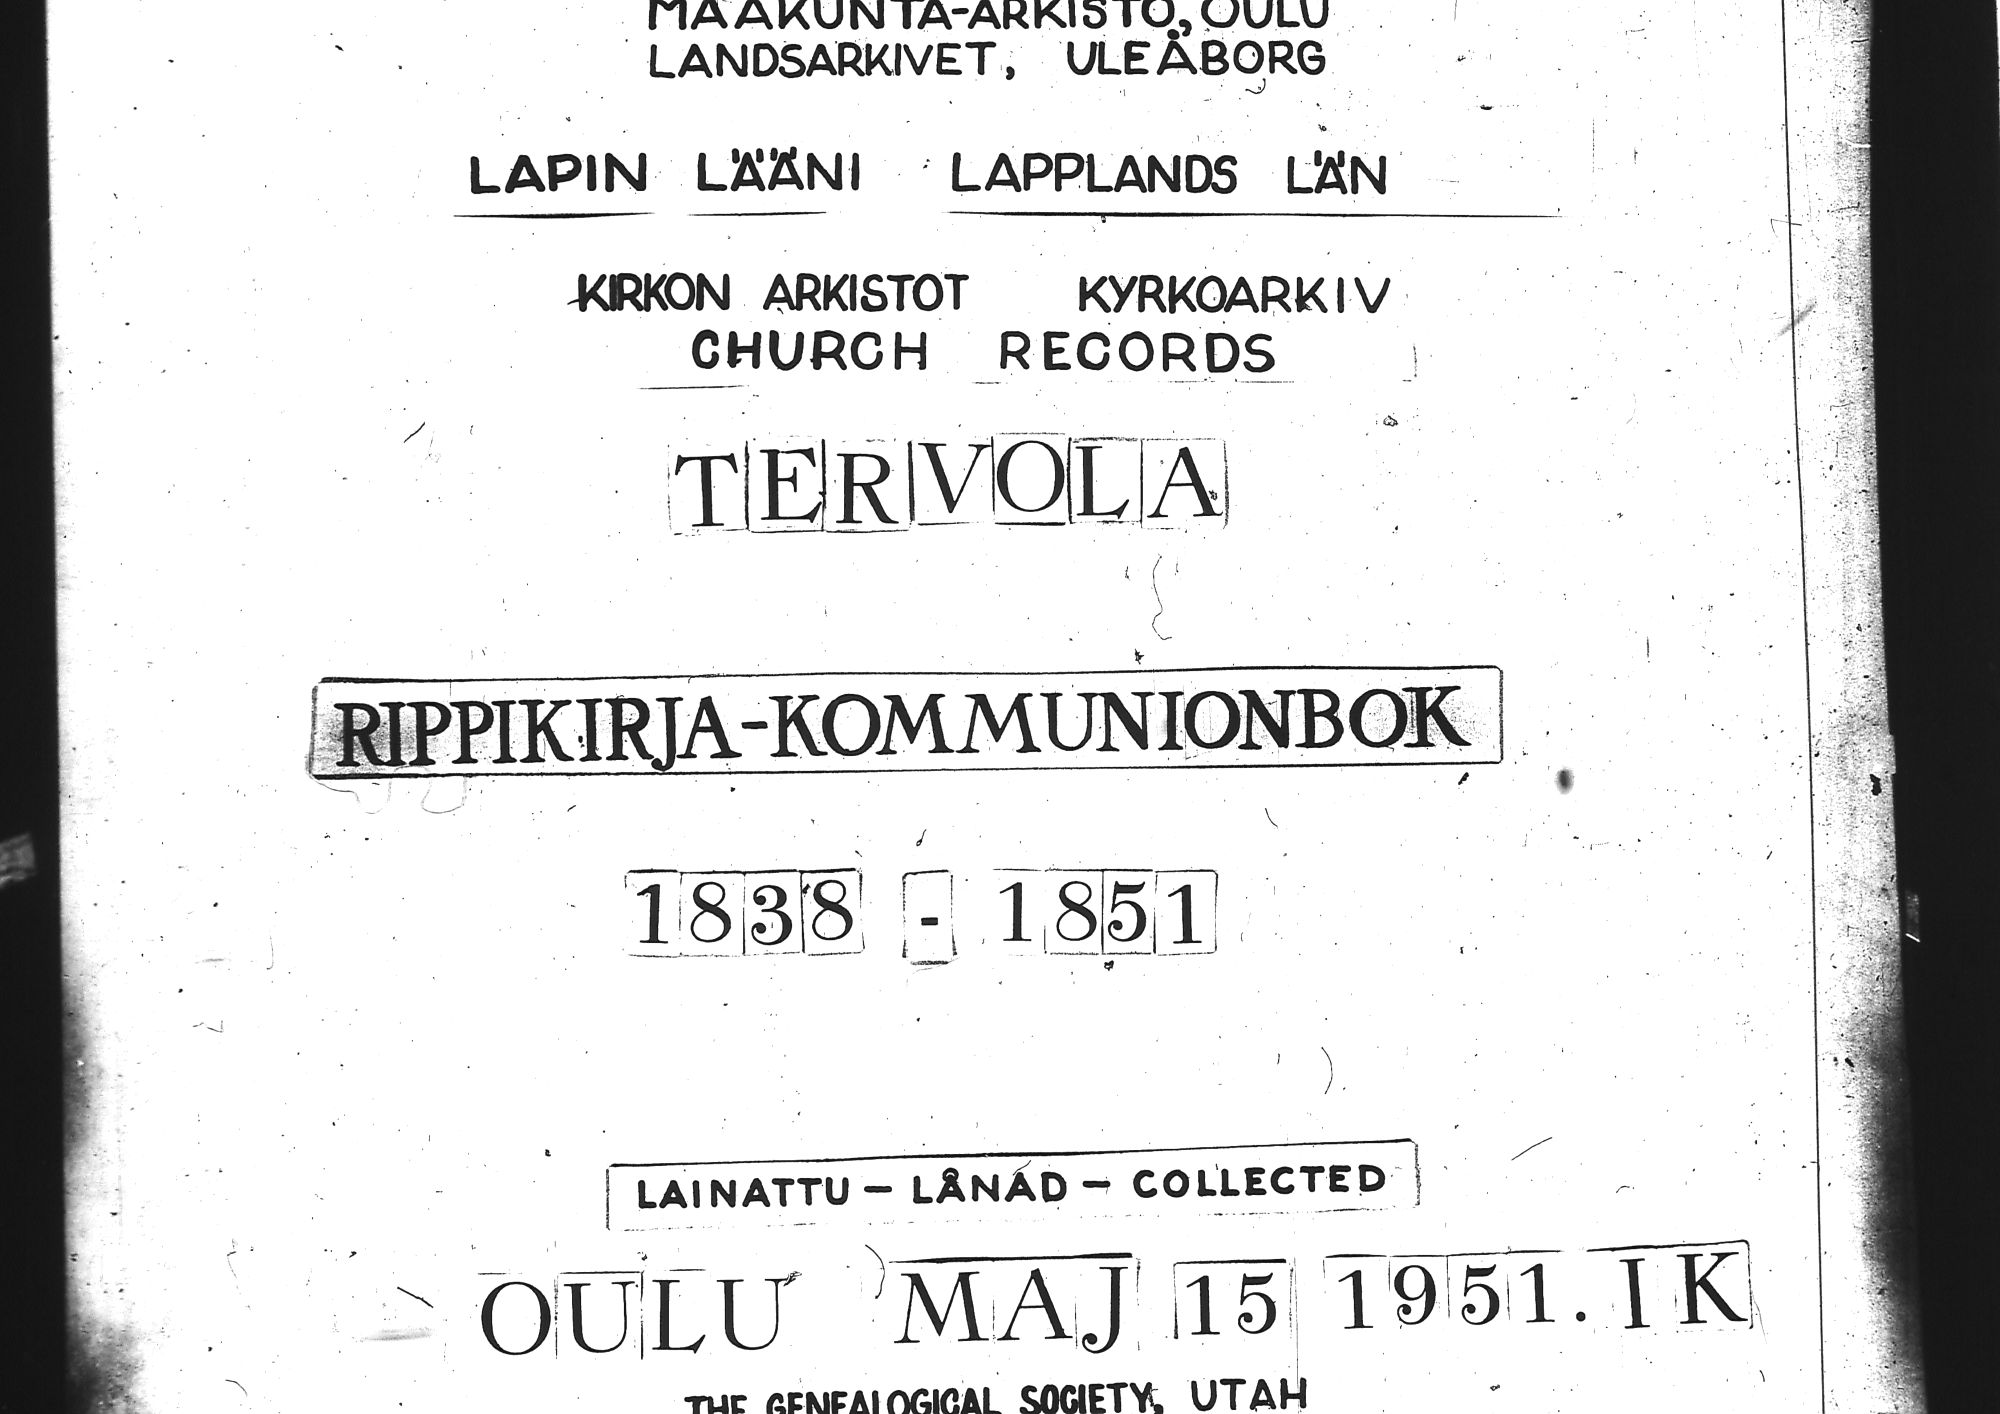 MAAKUNTA-ARKISTO, OULU
LANDSARKIVET, ULEÅBORG
LAPIN LÄÄNI LAPPLANDS LÄN
KIRKON ARKISTOT KYRKOARKIV
CHURCH RECORDS
TERVOLA
RIPPIKIRJA-KOMMUNIONBOK
1838 - 1851
LAINATTU - LÅNAD - COLLECTED
OULU MAJ 15 1951. IK
THE GENEALOGICAL SOCIETY, UTAH